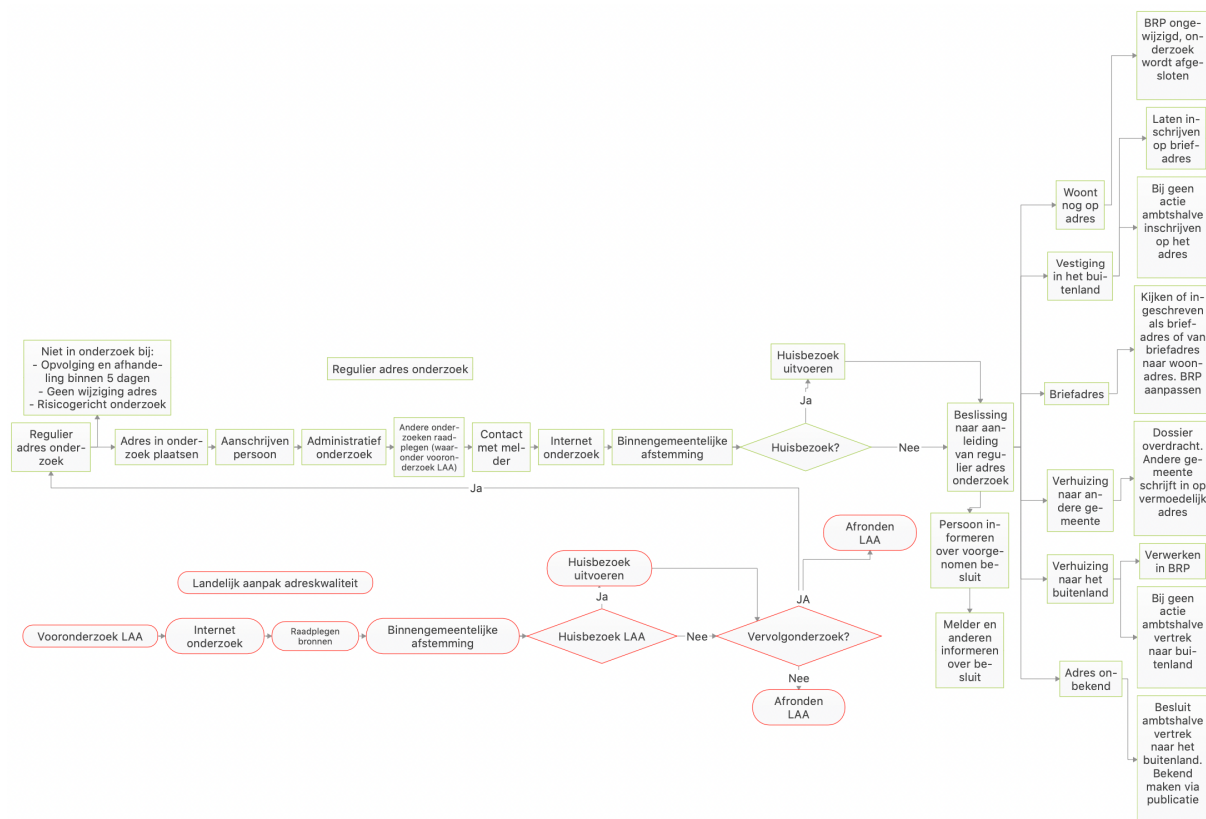 BRP onge-
wijzigd, on-
derzoek
wordt afge-
sloten
Laten in-
schrijven
op brief-
adres
Woont
nog op
adres
Bij geen
actie
ambtshalve
inschrijven
op het
adres
Vestiging
in het bui-
tenland
Kijken of in-
geschreven
als brief-
adres of van
briefadres
naar woon-
adres. BRP
aanpassen
Niet in onderzoek bij:
- Opvolging en afhande-
ling binnen 5 dagen
- Geen wijziging adres
- Risicogericht onderzoek
Regulier adres onderzoek
Huisbezoek
uitvoeren
Ja
Briefadres
Regulier
adres onder-
zoek
Adres in onder-
zoek plaatsen
Aanschrijven
persoon
Administratief
onderzoek
Andere onder-
zoeken raad-
plegen (waar-
onder vooron-
derzoek LAA)
Contact
met mel-
der
Internet
onderzoek
Binnengemeentelijke
afstemming
Huisbezoek?
Nee
Beslissing
naar aan-
leiding
van regu-
lier adres
onderzoek
Dossier
overdracht.
Andere ge-
meente
schrijft in op
vermoedelijk
adres
Verhuizing
naar an-
dere ge-
meente
Ja
Persoon in-
formeren
over voorge-
nomen be-
sluit
Afronden
LAA
Verwerken
in BRP
Verhuizing
naar het
buitenland
Landelijk aanpak adreskwaliteit
Huisbezoek
uitvoeren
Ja
JA
Bij geen
actie
ambtshalve
vertrek
naar bui-
tenland
Melder en
anderen
informeren
over be-
sluit
Vooronderzoek LAA
Internet
onderzoek
Raadplegen
bronnen
Binnengemeentelijke
afstemming
Huisbezoek LAA
Nee
Vervolgonderzoek?
Nee
Afronden
LAA
Adres on-
bekend
Besluit
ambtshalve
vertrek
naar het
buitenland.
Bekend
maken via
publicatie